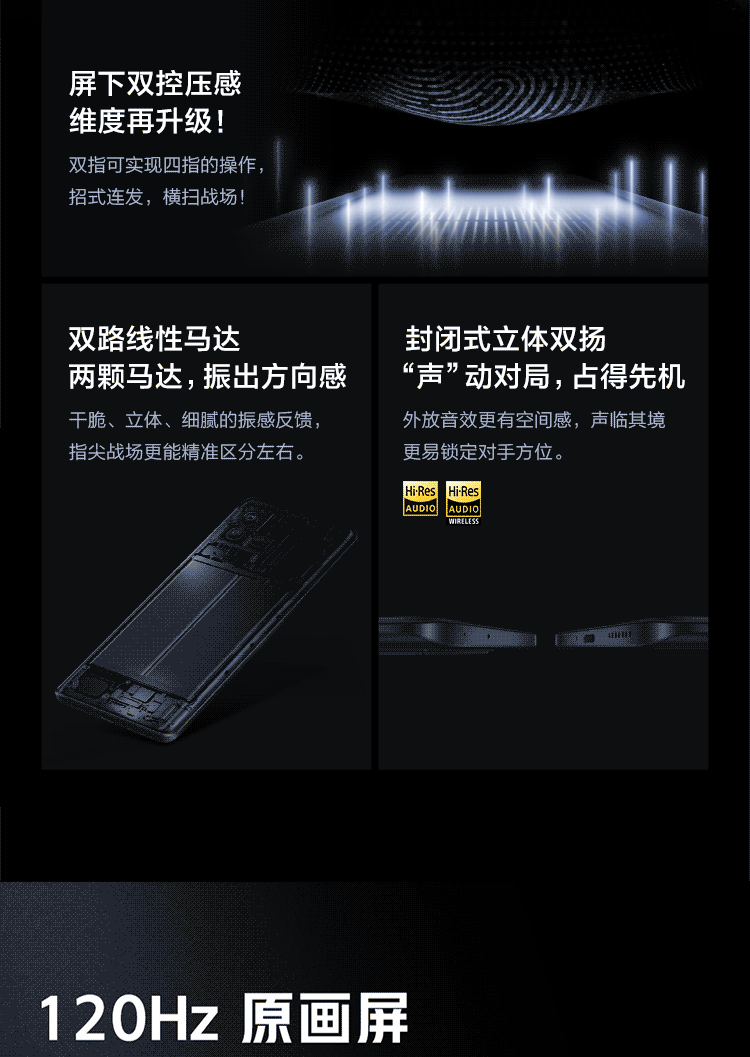 屏下双控压感
维度再升级！
双指可实现四指的操作，
招式连发，横扫战场！
双路线性马达
两颗马达，振出方向感
干脆、立体、细腻的振感反馈，
指尖战场更能精准区分左右。
封闭式立体双扬
“声”动对局，占得先机
外放音效更有空间感，声临其境
更易锁定对手方位。
Hi-Res
AUDIO
Hi-Res
AUDIO
WIRELESS
120Hz 原画屏